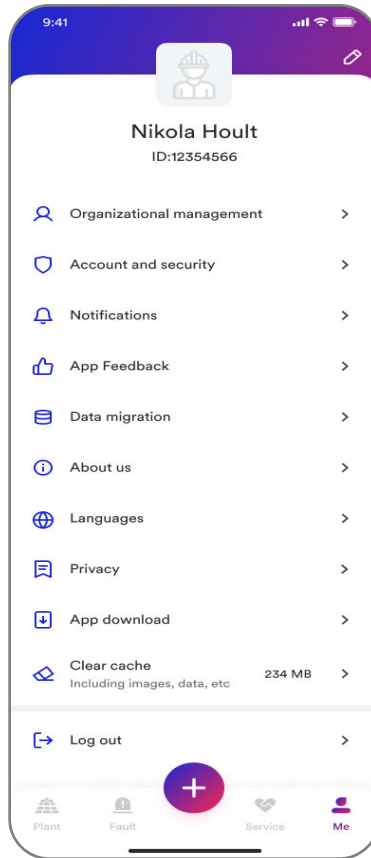 9:41
Nikola Hoult
ID:12354566
Organizational management
Account and security
Notifications
App Feedback
Data migration
About us
Languages
Privacy
App download
Clear cache
Including images, data, etc
234 MB
Log out
Plant
Fault
Service
Me